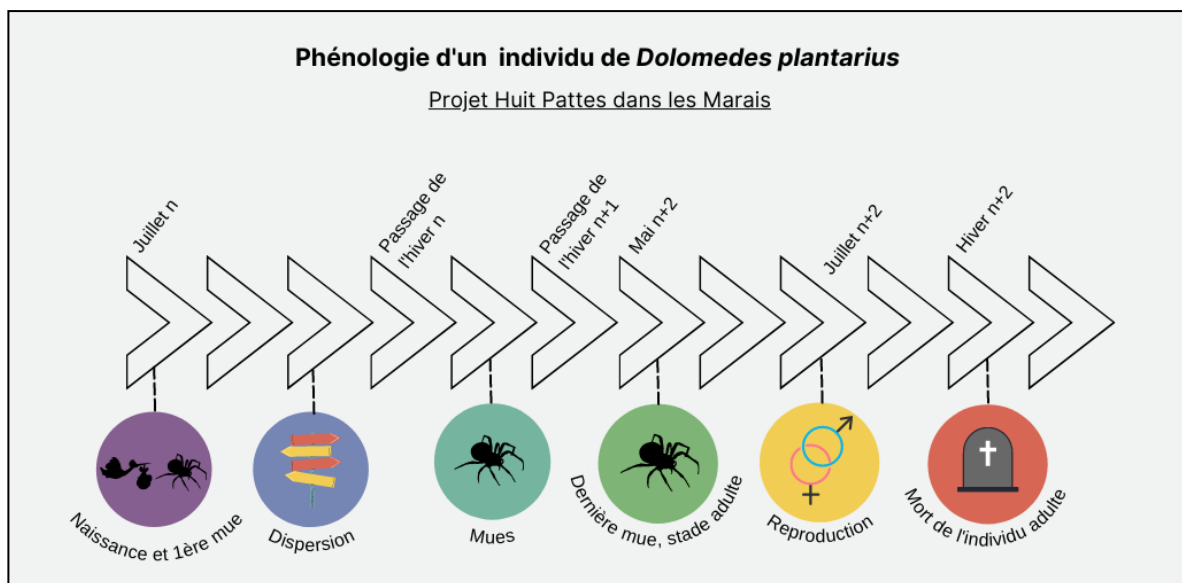 Phénologie d'un individu de Dolomedes plantarius
Projet Huit Pattes dans les Marais
Juillet n
Passage de
l'hiver n
Passage de
l'hiver n+1
Mai n+2
Juillet n+2
Hiver n+2
Naissance et 1ère mue
Dispersion
Mues
Dernière mue, stade adulte
Reproduction
Mort de l'individu adulte